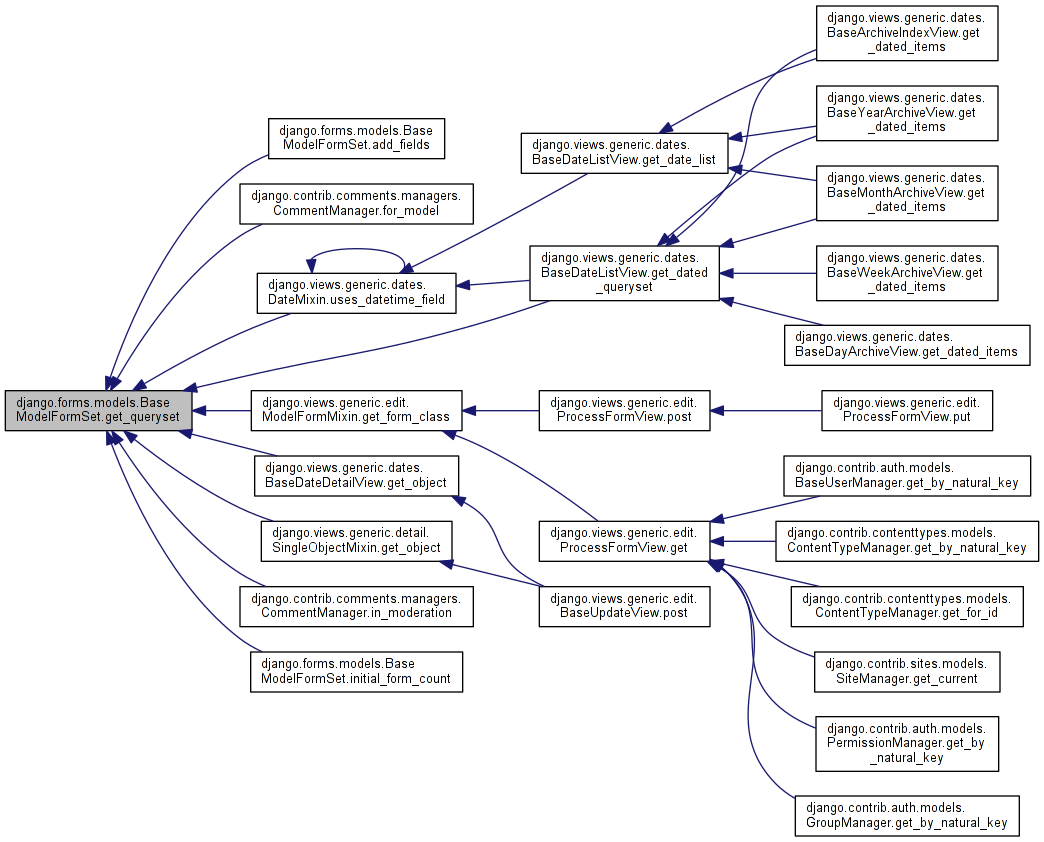 django.views.generic.dates.
BaseArchiveIndexView.get
_dated_items
django.views.generic.dates.
BaseYearArchiveView.get
_dated_items
django.forms.models.Base
ModelFormSet.add_fields
django.views.generic.dates.
BaseDateListView.get_date_list
django.views.generic.dates.
BaseMonthArchiveView.get
_dated_items
django.contrib.comments.managers.
CommentManager.for_model
django.views.generic.dates.
DateMixin.uses_datetime_field
django.views.generic.dates.
BaseDateListView.get_dated
_queryset
django.views.generic.dates.
BaseWeekArchiveView.get
_dated_items
django.views.generic.dates.
BaseDayArchiveView.get_dated_items
django.forms.models.Base
ModelFormSet.get_queryset
django.views.generic.edit.
ModelFormMixin.get_form_class
django.views.generic.edit.
ProcessFormView.post
django.views.generic.edit.
ProcessFormView.put
django.views.generic.dates.
BaseDateDetailView.get_object
django.contrib.auth.models.
BaseUserManager.get_by_natural_key
django.views.generic.detail.
SingleObjectMixin.get_object
django.views.generic.edit.
ProcessFormView.get
django.contrib.contenttypes.models.
ContentTypeManager.get_by_natural_key
django.contrib.comments.managers.
CommentManager.in_moderation
django.views.generic.edit.
BaseUpdateView.post
django.contrib.contenttypes.models.
ContentTypeManager.get_for_id
django.forms.models.Base
ModelFormSet.initial_form_count
django.contrib.sites.models.
SiteManager.get_current
django.contrib.auth.models.
PermissionManager.get_by
_natural_key
django.contrib.auth.models.
GroupManager.get_by_natural_key